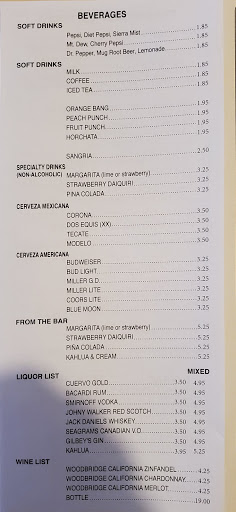 BEVERAGES
SOFT DRINKS
Pepsi, Diet Pepsi, Sierra Mist 1.85
Mt. Dew, Cherry Pepsi 1.85
Dr. Pepper, Mug Root Beer, Lemonade 1.85
SOFT DRINKS
MILK 1.85
COFFEE 1.85
ICED TEA 1.85
ORANGE BANG 1.95
PEACH PUNCH 1.95
FRUIT PUNCH 1.95
HORCHATA 1.95
SANGRIA 2.50
SPECIALTY DRINKS
(NON-ALCOHOLIC) MARGARITA (lime or strawberry) 3.25
STRAWBERRY DAIQUIRI 3.25
PINA COLADA 3.25
CERVEZA MEXICANA
CORONA 3.50
DOS EQUIS (XX) 3.50
TECATE 3.50
MODELO 3.50
CERVEZA AMERICANA
BUDWEISER 3.25
BUD LIGHT 3.25
MILLER G.D. 3.25
MILLER LITE 3.25
COORS LITE 3.25
BLUE MOON 3.25
FROM THE BAR
MARGARITA (lime or strawberry) 5.25
STRAWBERRY DAIQUIRI 5.25
PIÑA COLADA 5.25
KAHLUA & CREAM 5.25
LIQUOR LIST MIXED
CUERVO GOLD 3.50 4.95
BACARDI RUM 3.50 4.95
SMIRNOFF VODKA 3.50 4.95
JOHNY WALKER RED SCOTCH 3.50 4.95
JACK DANIELS WHISKEY 3.50 4.95
SEAGRAMS CANADIAN V.O. 3.50 4.95
GILBEY'S GIN 3.50 4.95
KAHLUA 3.95 5.25
WINE LIST
WOODBRIDGE CALIFORNIA ZINFANDEL 4.25
WOODBRIDGE CALIFORNIA CHARDONNAY 4.25
WOODBRIDGE CALIFORNIA MERLOT 4.25
BOTTLE 19.00